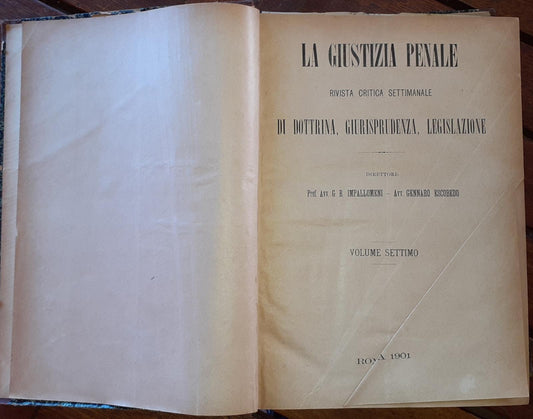 LA GIUSTIZIA PENALE
RIVISTA CRITICA SETTIMANALE
DI DOTTRINA, GIURISPRUDENZA, LEGISLAZIONE
DIRETTORI:
Prof. Avv. G. B. IMPALLOMENI - Avv. GENNARO ESCOBEDO
VOLUME SETTIMO
ROMA 1901